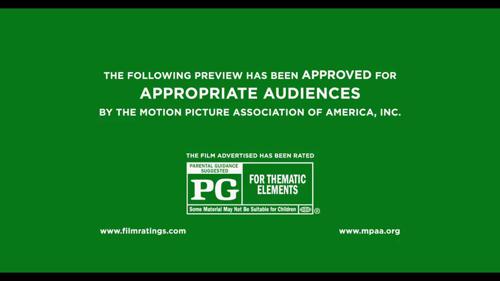 THE FOLLOWING PREVIEW HAS BEEN APPROVED FOR
APPROPRIATE AUDIENCES
BY THE MOTION PICTURE ASSOCIATION OF AMERICA, INC.
THE FILM ADVERTISED HAS BEEN RATED
PARENTAL GUIDANCE SUGGESTED
PG
FOR THEMATIC
ELEMENTS
Some Material May Not Be Suitable for Children
®
www.filmratings.com
www.mpaa.org